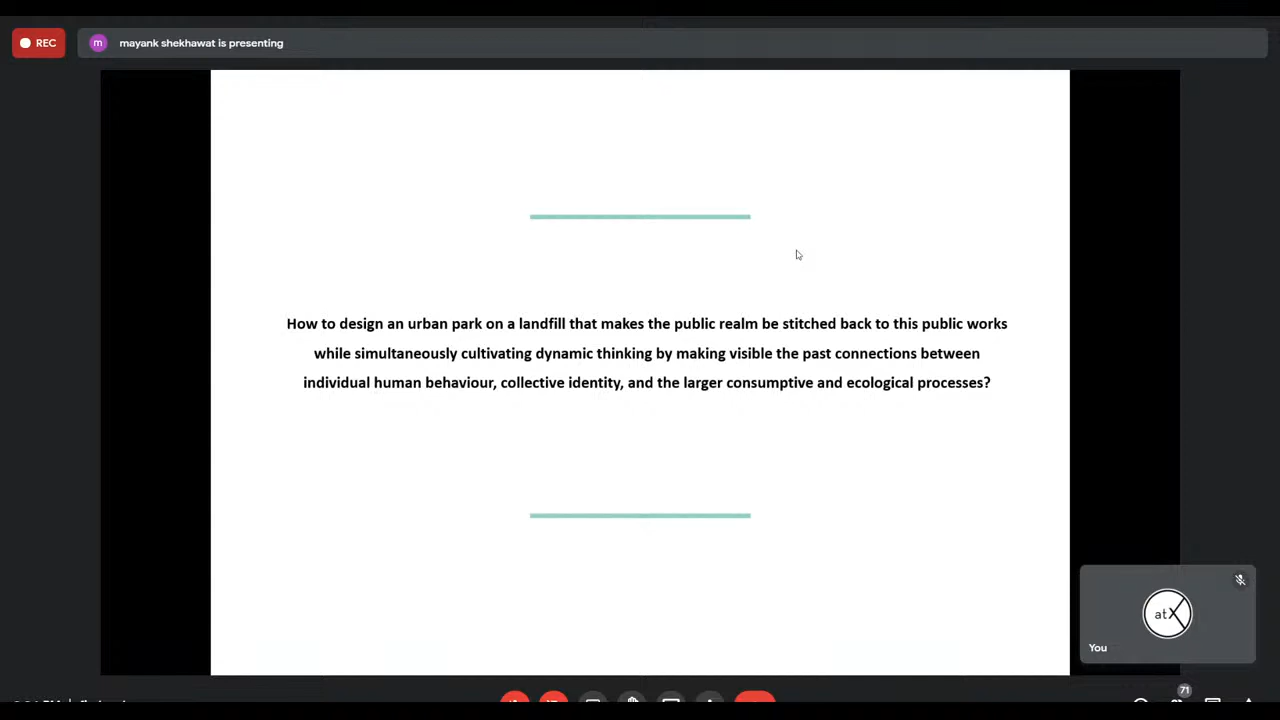 REC
m
mayank shekhawat is presenting
How to design an urban park on a landfill that makes the public realm be stitched back to this public works
while simultaneously cultivating dynamic thinking by making visible the past connections between
individual human behaviour, collective identity, and the larger consumptive and ecological processes?
atX
You
71